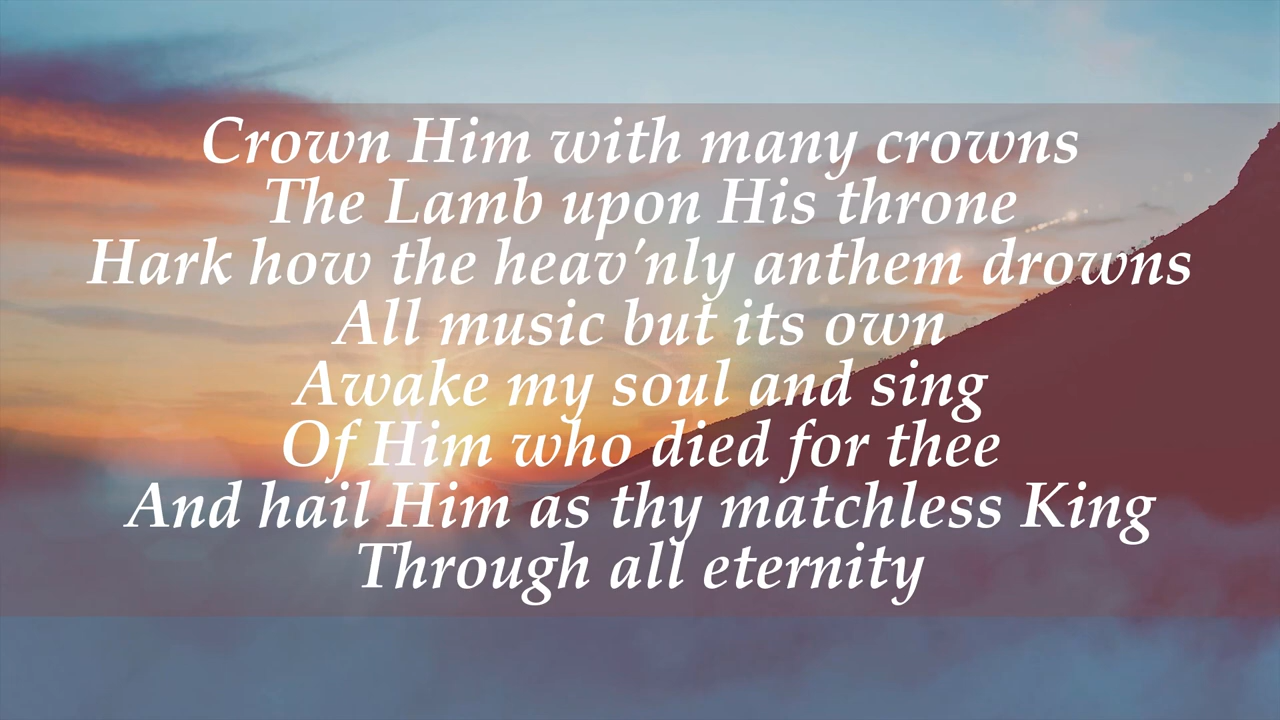 Crown Him with many crowns
The Lamb upon His throne
Hark how the heav'nly anthem drowns
All music but its own
Awake my soul and sing
Of Him who died for thee
And hail Him as thy matchless King
Through all eternity